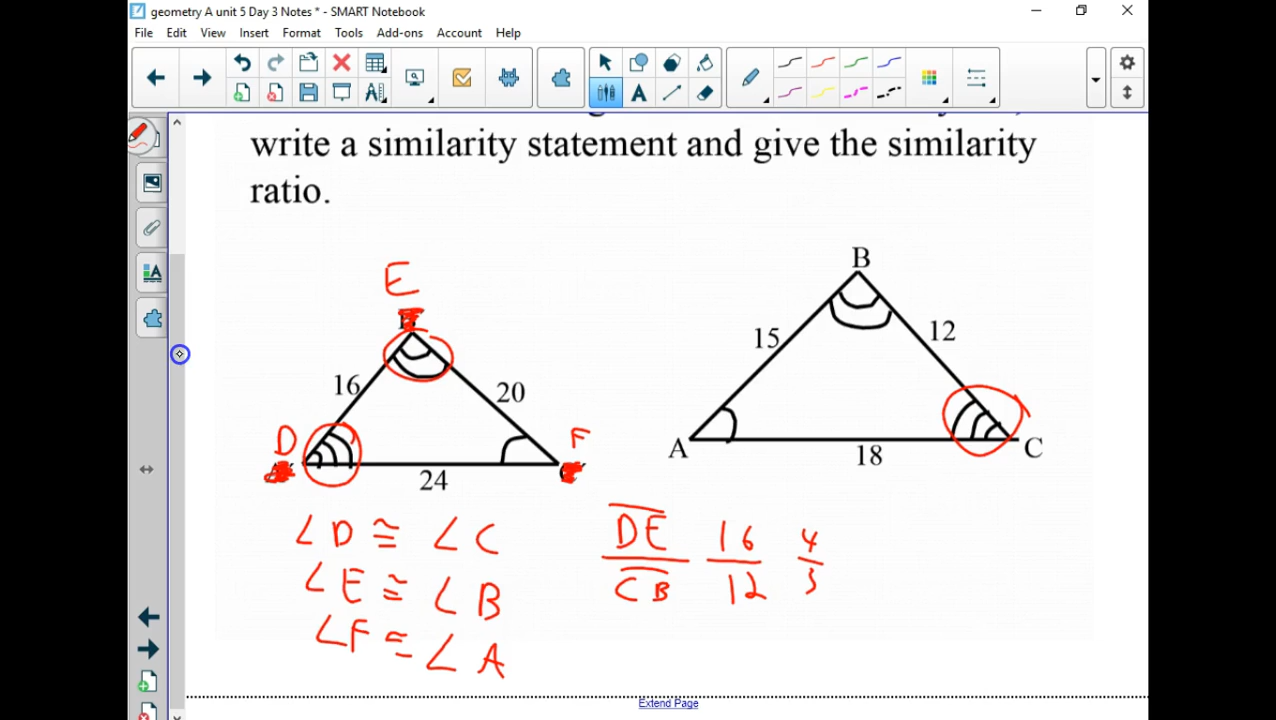 geometry A unit 5 Day 3 Notes * - SMART Notebook
File Edit View Insert Format Tools Add-ons Account Help
write a similarity statement and give the similarity
ratio.
E
B
15
12
16
20
D
F
A
18
C
24
∠D ≅ ∠C
∠E ≅ ∠B
∠F ≅ ∠A
DE 16 4
CB 12 3
Extend Page